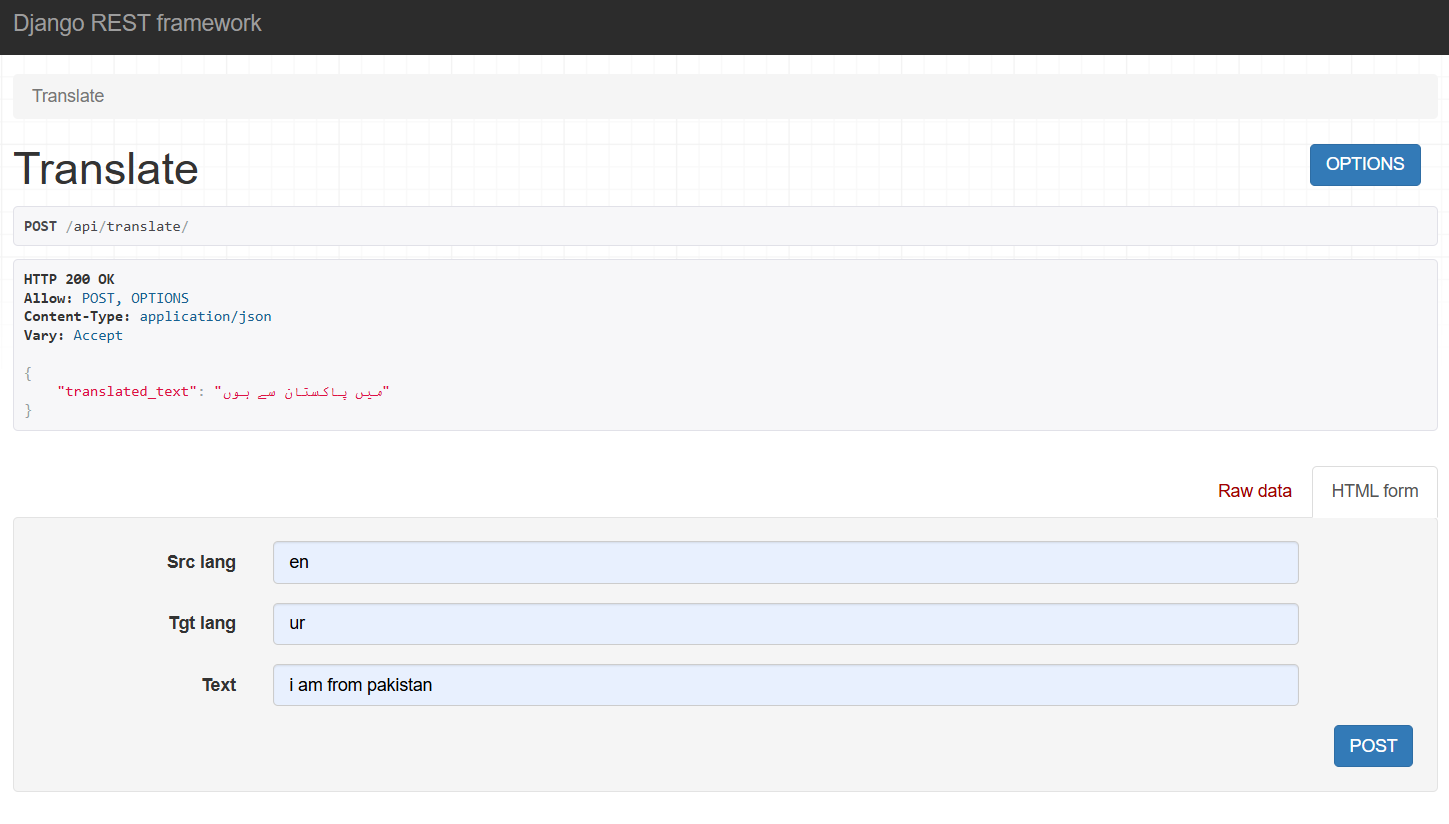 Django REST framework
Translate
Translate
OPTIONS
POST /api/translate/
HTTP 200 OK
Allow: POST, OPTIONS
Content-Type: application/json
Vary: Accept
{
"translated_text": "میں پاکستان سے ہوں"
}
Raw data
HTML form
Src lang
en
Tgt lang
ur
Text
i am from pakistan
POST